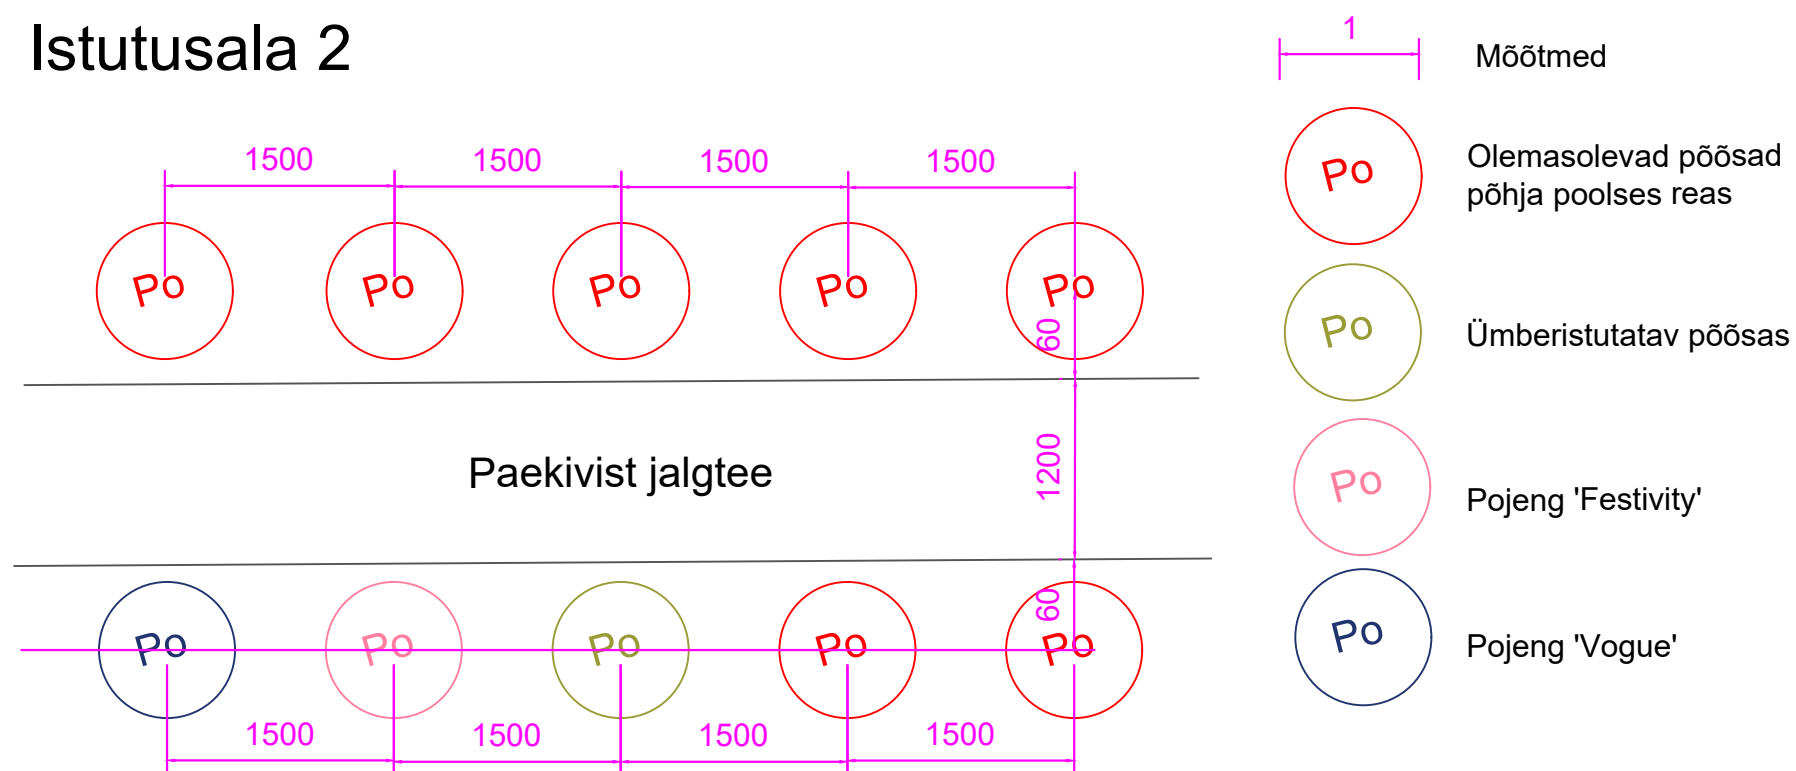 Istutusala 2
1500 1500 1500 1500
Po Po Po Po Po
60
1200
Paekivist jalgtee
60
Po Po Po Po Po
1500 1500 1500 1500
1
Mõõtmed
Po
Olemasolevad põõsad
põhja poolses reas
Po
Ümberistutatav põõsas
Po
Pojeng 'Festivity'
Po
Pojeng 'Vogue'